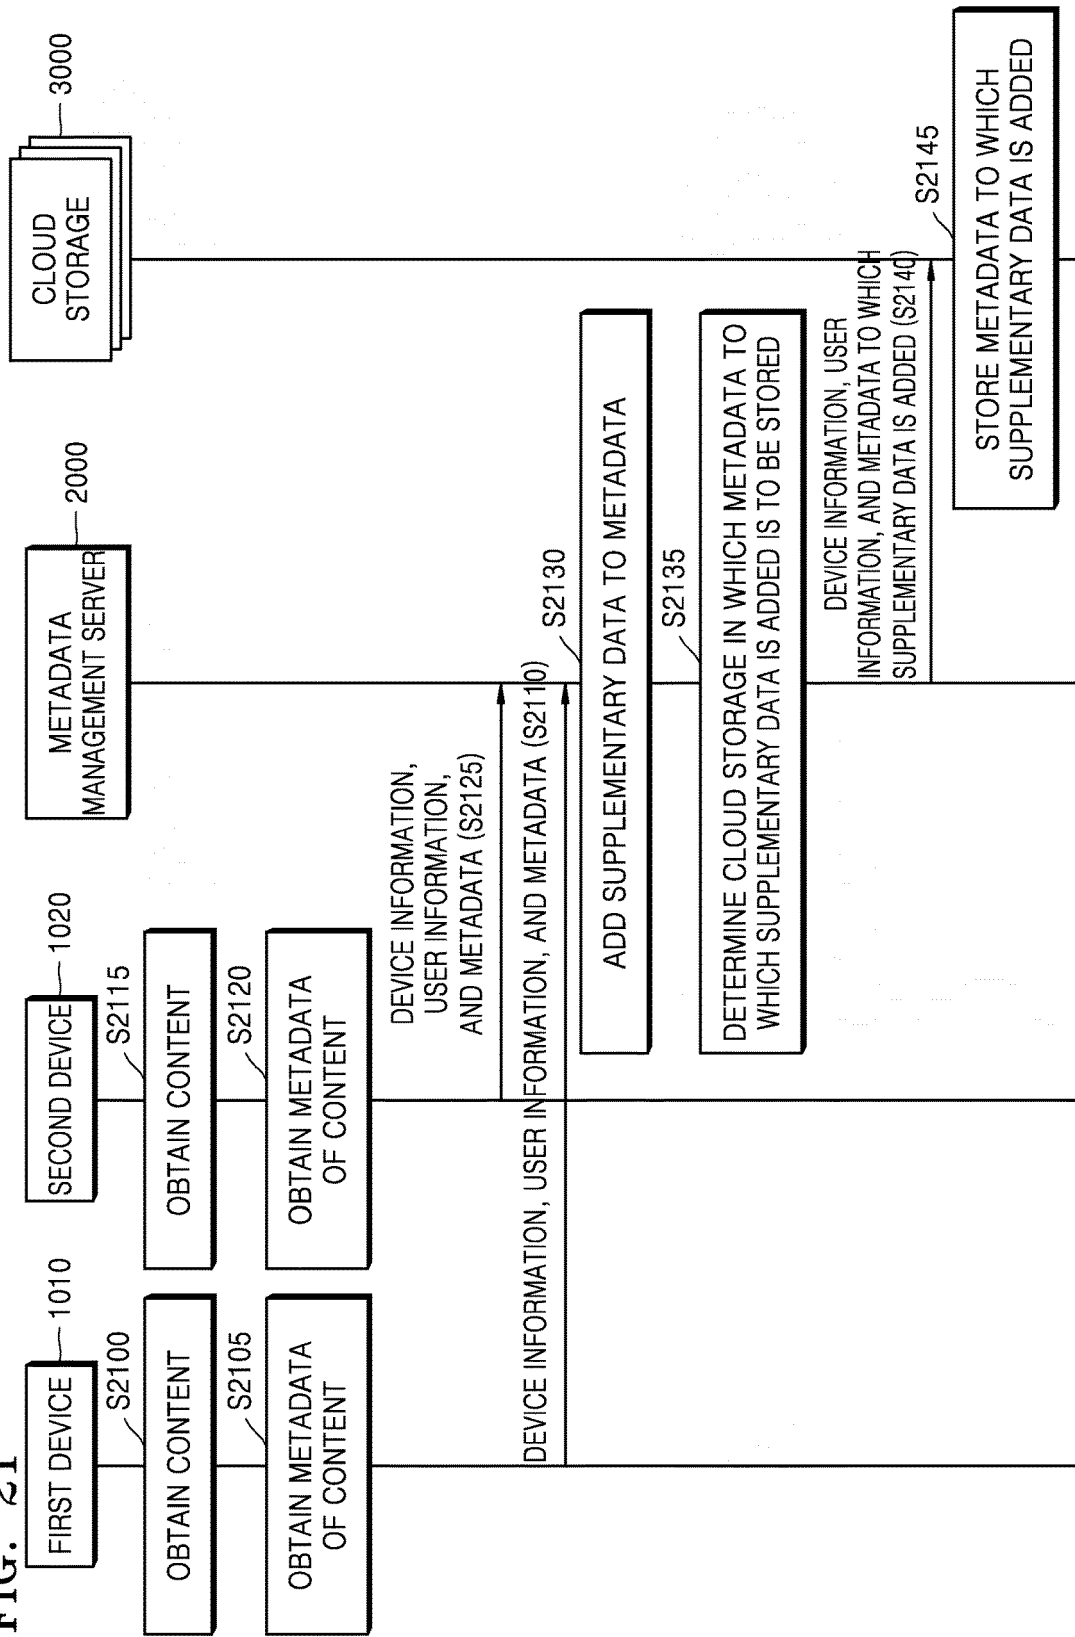 FIG. 21
FIRST DEVICE
1010
SECOND DEVICE
1020
METADATA
MANAGEMENT SERVER
2000
CLOUD
STORAGE
3000
S2100
OBTAIN CONTENT
S2115
OBTAIN CONTENT
S2105
OBTAIN METADATA
OF CONTENT
S2120
OBTAIN METADATA
OF CONTENT
DEVICE INFORMATION,
USER INFORMATION,
AND METADATA (S2125)
DEVICE INFORMATION, USER INFORMATION, AND METADATA (S2110)
S2130
ADD SUPPLEMENTARY DATA TO METADATA
S2135
DETERMINE CLOUD STORAGE IN WHICH METADATA TO
WHICH SUPPLEMENTARY DATA IS ADDED IS TO BE STORED
DEVICE INFORMATION, USER
INFORMATION, AND METADATA TO WHICH
SUPPLEMENTARY DATA IS ADDED (S2140)
S2145
STORE METADATA TO WHICH
SUPPLEMENTARY DATA IS ADDED